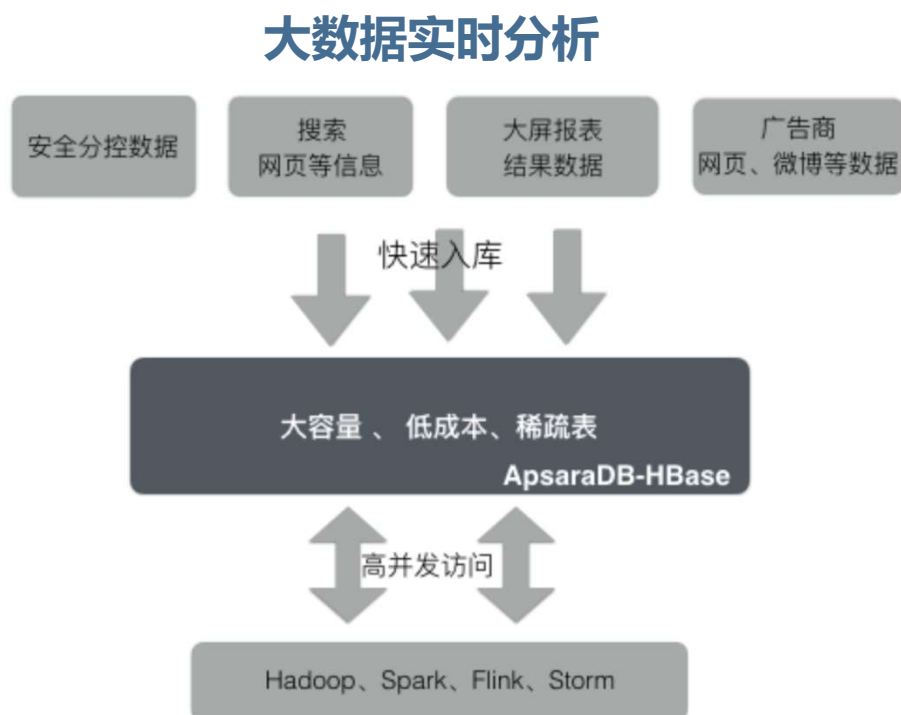 大数据实时分析
安全分控数据
搜索
网页等信息
大屏报表
结果数据
广告商
网页、微博等数据
快速入库
大容量 、 低成本、稀疏表
ApsaraDB-HBase
高并发访问
Hadoop、Spark、Flink、Storm